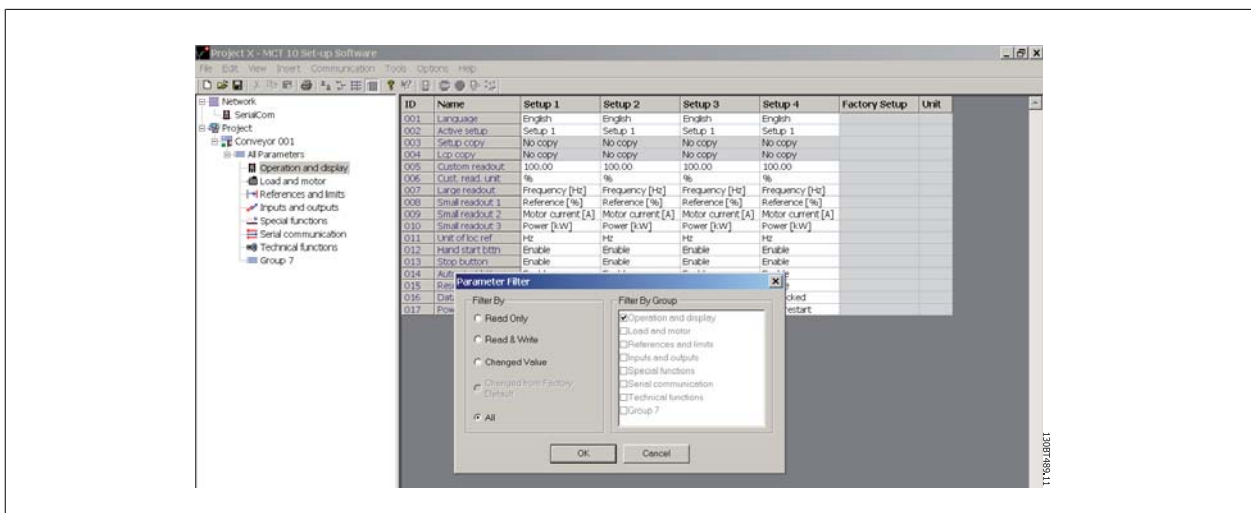 Project X - MCT 10 Set-up Software
File Edit View Insert Communication Tools Options Help
Network
SerialCom
Project
Conveyor 001
All Parameters
Operation and display
Load and motor
References and limits
Inputs and outputs
Special functions
Serial communication
Technical functions
Group 7
ID Name Setup 1 Setup 2 Setup 3 Setup 4 Factory Setup Unit
001 Language English English English English
002 Active setup Setup 1 Setup 1 Setup 1 Setup 1
003 Setup copy No copy No copy No copy No copy
004 Lcp copy No copy No copy No copy No copy
005 Custom readout 100.00 100.00 100.00 100.00
006 Cust. read. unit % % % %
007 Large readout Frequency [Hz] Frequency [Hz] Frequency [Hz] Frequency [Hz]
008 Small readout 1 Reference [%] Reference [%] Reference [%] Reference [%]
009 Small readout 2 Motor current [A] Motor current [A] Motor current [A] Motor current [A]
010 Small readout 3 Power [kW] Power [kW] Power [kW] Power [kW]
011 Unit of loc ref Hz Hz Hz Hz
012 Hand start bttn Enable Enable Enable Enable
013 Stop button Enable Enable Enable Enable
014
015
016
017
Parameter Filter
Filter By
Read Only
Read & Write
Changed Value
Changed from Factory
Default
All
Filter By Group
Operation and display
Load and motor
References and limits
Inputs and outputs
Special functions
Serial communication
Technical functions
Group 7
OK Cancel
130BT489.11